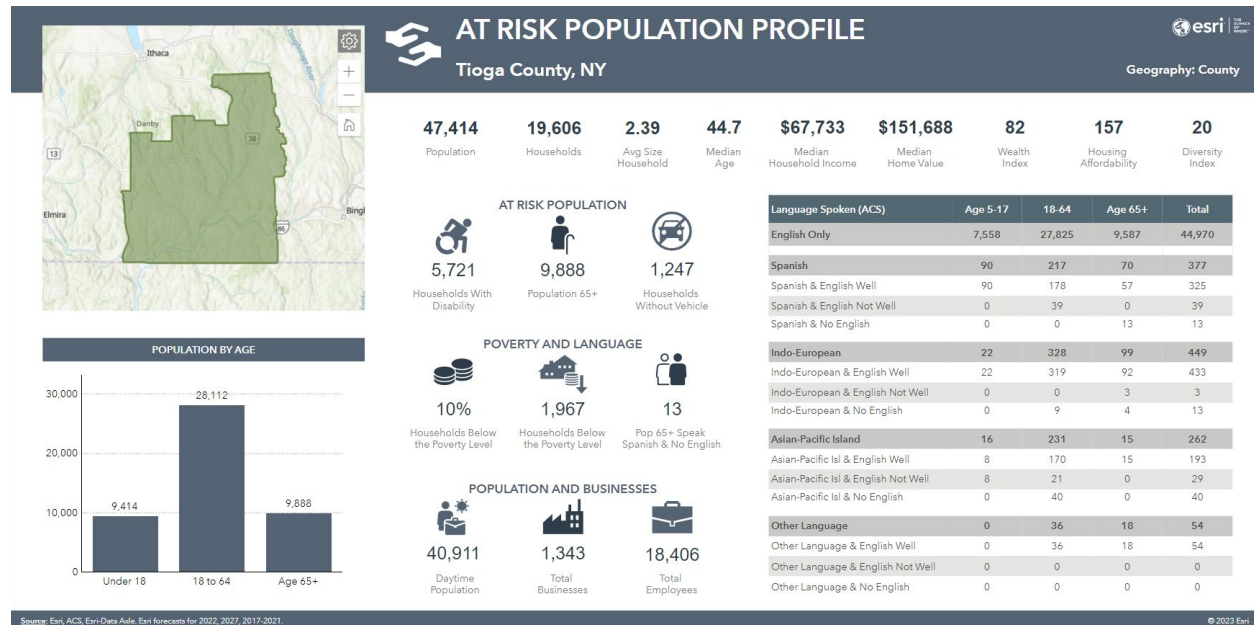 AT RISK POPULATION PROFILE
Tioga County, NY
esri THE SCIENCE OF WHERE
Geography: County
Ithaca
Danby
38
13
Elmira
Bingh
86
Tioughnioga River
+
−
47,414 19,606 2.39 44.7 $67,733 $151,688 82 157 20
Population Households Avg Size Median Median Median Wealth Housing Diversity
Household Age Household Income Home Value Index Affordability Index
AT RISK POPULATION
5,721 9,888 1,247
Households With Population 65+ Households
Disability Without Vehicle
POVERTY AND LANGUAGE
10% 1,967 13
Households Below Households Below Pop 65+ Speak
the Poverty Level the Poverty Level Spanish & No English
POPULATION AND BUSINESSES
40,911 1,343 18,406
Daytime Total Total
Population Businesses Employees
POPULATION BY AGE
30,000
20,000
10,000
0
9,414 28,112 9,888
Under 18 18 to 64 Age 65+
Language Spoken (ACS) Age 5-17 18-64 Age 65+ Total
English Only 7,558 27,825 9,587 44,970
Spanish 90 217 70 377
Spanish & English Well 90 178 57 325
Spanish & English Not Well 0 39 0 39
Spanish & No English 0 0 13 13
Indo-European 22 328 99 449
Indo-European & English Well 22 319 92 433
Indo-European & English Not Well 0 0 3 3
Indo-European & No English 0 9 4 13
Asian-Pacific Island 16 231 15 262
Asian-Pacific Isl & English Well 8 170 15 193
Asian-Pacific Isl & English Not Well 8 21 0 29
Asian-Pacific Isl & No English 0 40 0 40
Other Language 0 36 18 54
Other Language & English Well 0 36 18 54
Other Language & English Not Well 0 0 0 0
Other Language & No English 0 0 0 0
Source: Esri, ACS, Esri-Data Axle. Esri forecasts for 2022, 2027, 2017-2021.
© 2023 Esri